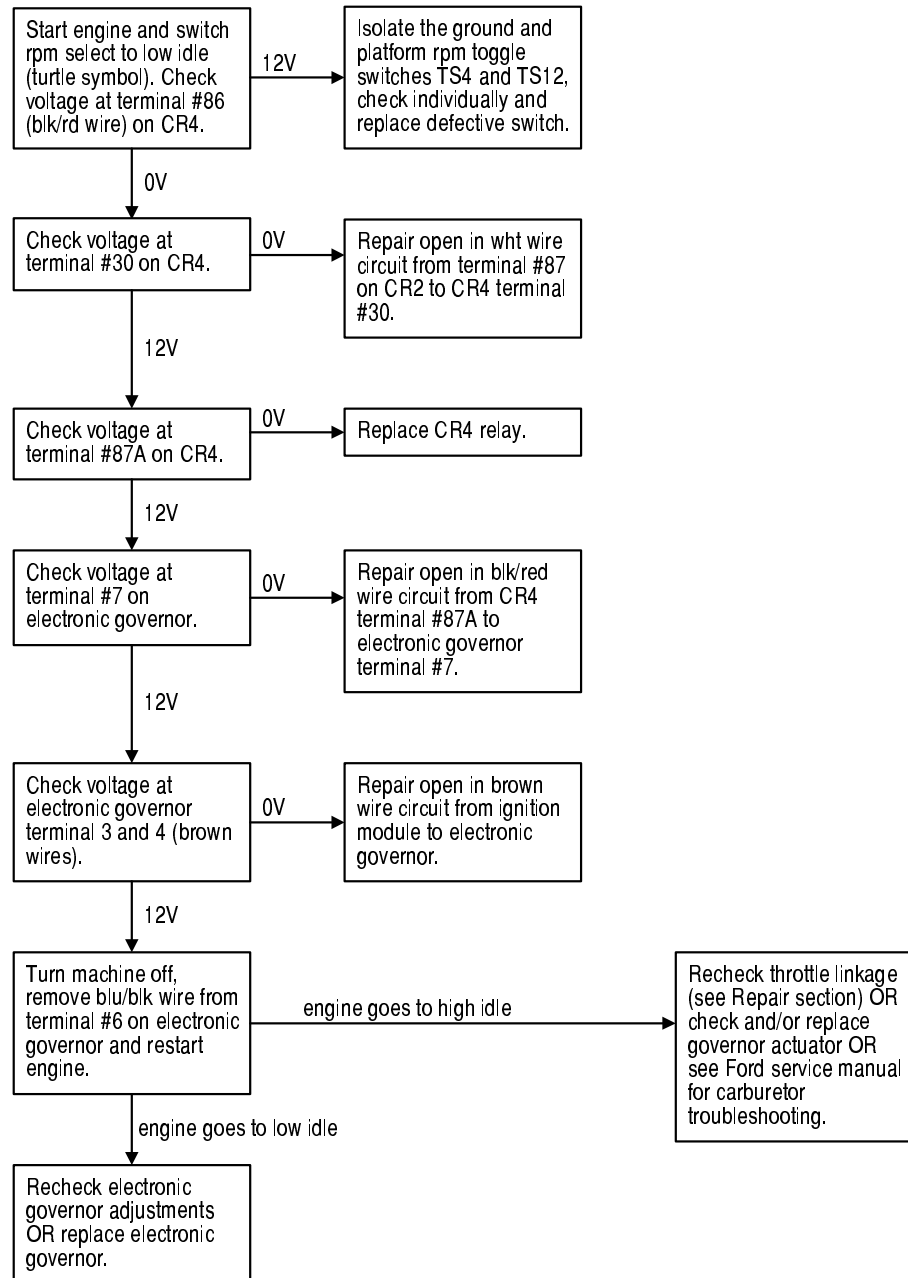 Start engine and switch
rpm select to low idle
(turtle symbol). Check
voltage at terminal #86
(blk/rd wire) on CR4.
12V
Isolate the ground and
platform rpm toggle
switches TS4 and TS12,
check individually and
replace defective switch.
0V
Check voltage at
terminal #30 on CR4.
0V
Repair open in wht wire
circuit from terminal #87
on CR2 to CR4 terminal
#30.
12V
Check voltage at
terminal #87A on CR4.
0V
Replace CR4 relay.
12V
Check voltage at
terminal #7 on
electronic governor.
0V
Repair open in blk/red
wire circuit from CR4
terminal #87A to
electronic governor
terminal #7.
12V
Check voltage at
electronic governor
terminal 3 and 4 (brown
wires).
0V
Repair open in brown
wire circuit from ignition
module to electronic
governor.
12V
Turn machine off,
remove blu/blk wire from
terminal #6 on electronic
governor and restart
engine.
engine goes to high idle
Recheck throttle linkage
(see Repair section) OR
check and/or replace
governor actuator OR
see Ford service manual
for carburetor
troubleshooting.
engine goes to low idle
Recheck electronic
governor adjustments
OR replace electronic
governor.